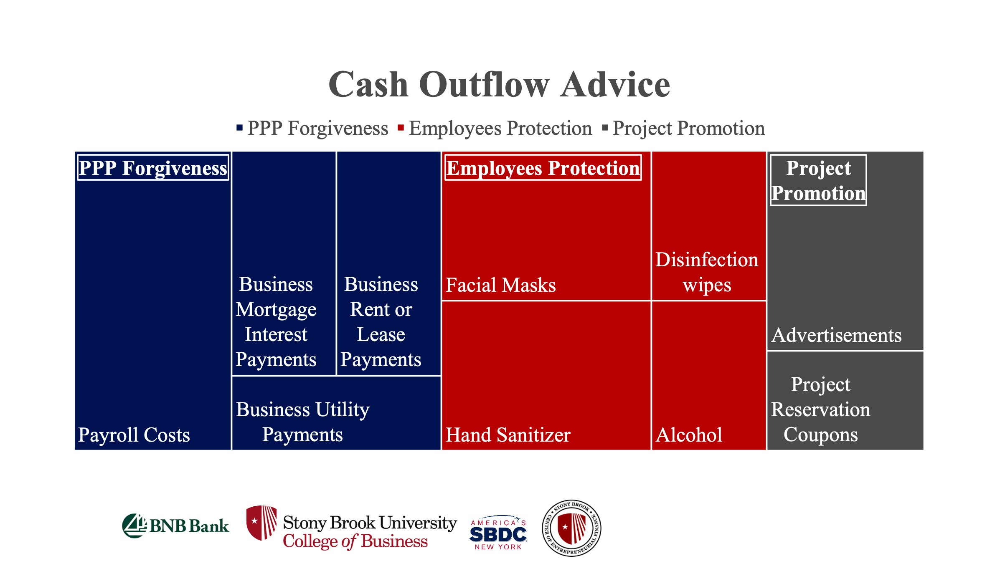 Cash Outflow Advice
PPP Forgiveness Employees Protection Project Promotion
PPP Forgiveness
Payroll Costs
Business
Mortgage
Interest
Payments
Business
Rent or
Lease
Payments
Business Utility
Payments
Employees Protection
Facial Masks
Disinfection
wipes
Hand Sanitizer
Alcohol
Project
Promotion
Advertisements
Project
Reservation
Coupons
BNB Bank
Stony Brook University
College of Business
AMERICA'S
SBDC
NEW YORK
STONY BROOK
CENTER OF ENTREPRENEURIAL FINANCE